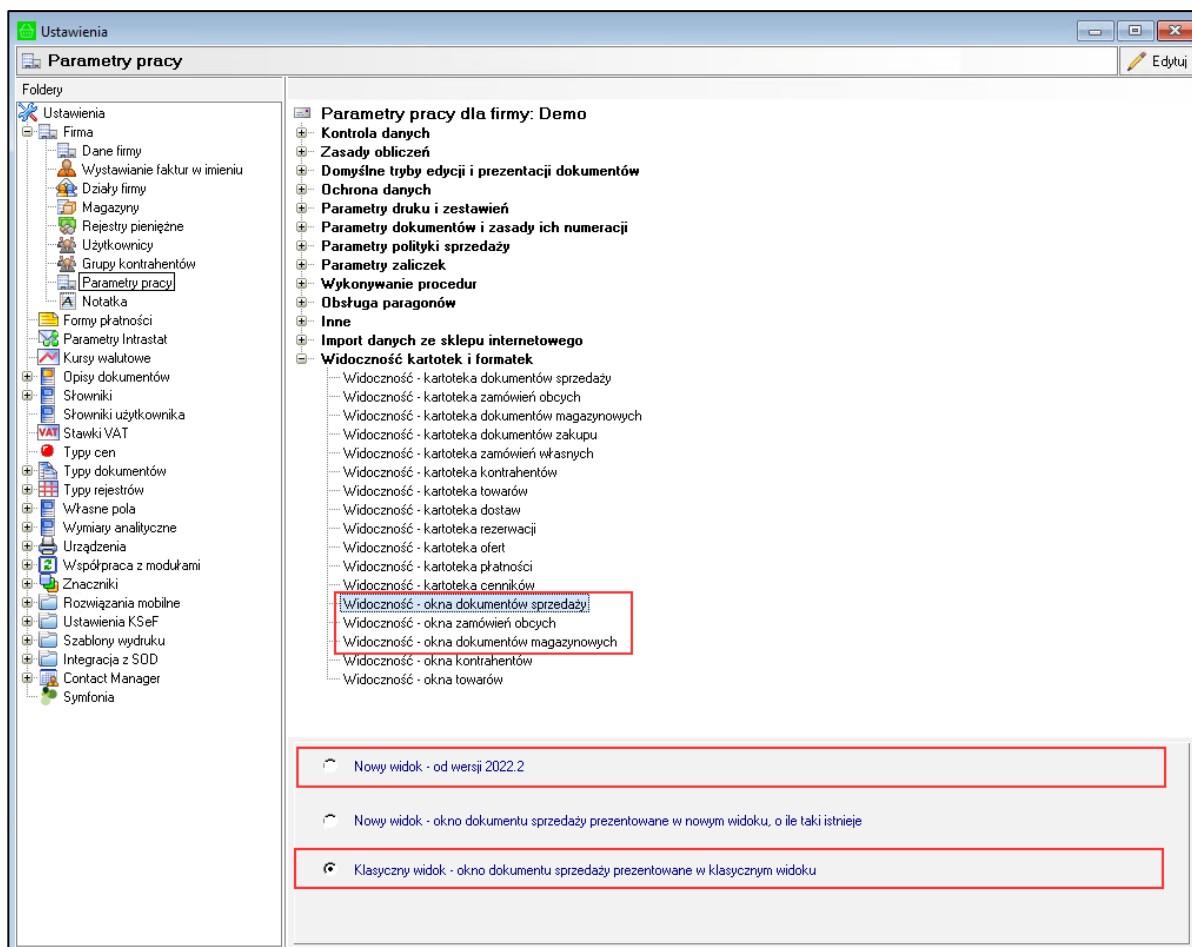 Ustawienia
Parametry pracy
Edytuj
Foldery
Ustawienia
Firma
Dane firmy
Wystawianie faktur w imieniu
Działy firmy
Magazyny
Rejestry pieniężne
Użytkownicy
Grupy kontrahentów
Parametry pracy
Notatka
Formy płatności
Parametry Intrastat
Kursy walutowe
Opisy dokumentów
Słowniki
Słowniki użytkownika
VAT Stawki VAT
Typy cen
Typy dokumentów
Typy rejestrów
Własne pola
Wymiary analityczne
Urządzenia
Współpraca z modułami
Znaczniki
Rozwiązania mobilne
Ustawienia KSeF
Szablony wydruku
Integracja z SOD
Contact Manager
Symfonia
Parametry pracy dla firmy: Demo
Kontrola danych
Zasady obliczeń
Domyślne tryby edycji i prezentacji dokumentów
Ochrona danych
Parametry druku i zestawień
Parametry dokumentów i zasady ich numeracji
Parametry polityki sprzedaży
Parametry zaliczek
Wykonywanie procedur
Obsługa paragonów
Inne
Import danych ze sklepu internetowego
Widoczność kartotek i formatek
Widoczność - kartoteka dokumentów sprzedaży
Widoczność - kartoteka zamówień obcych
Widoczność - kartoteka dokumentów magazynowych
Widoczność - kartoteka dokumentów zakupu
Widoczność - kartoteka zamówień własnych
Widoczność - kartoteka kontrahentów
Widoczność - kartoteka towarów
Widoczność - kartoteka dostaw
Widoczność - kartoteka rezerwacji
Widoczność - kartoteka ofert
Widoczność - kartoteka płatności
Widoczność - kartoteka cenników
Widoczność - okna dokumentów sprzedaży
Widoczność - okna zamówień obcych
Widoczność - okna dokumentów magazynowych
Widoczność - okna kontrahentów
Widoczność - okna towarów
Nowy widok - od wersji 2022.2
Nowy widok - okno dokumentu sprzedaży prezentowane w nowym widoku, o ile taki istnieje
Klasyczny widok - okno dokumentu sprzedaży prezentowane w klasycznym widoku